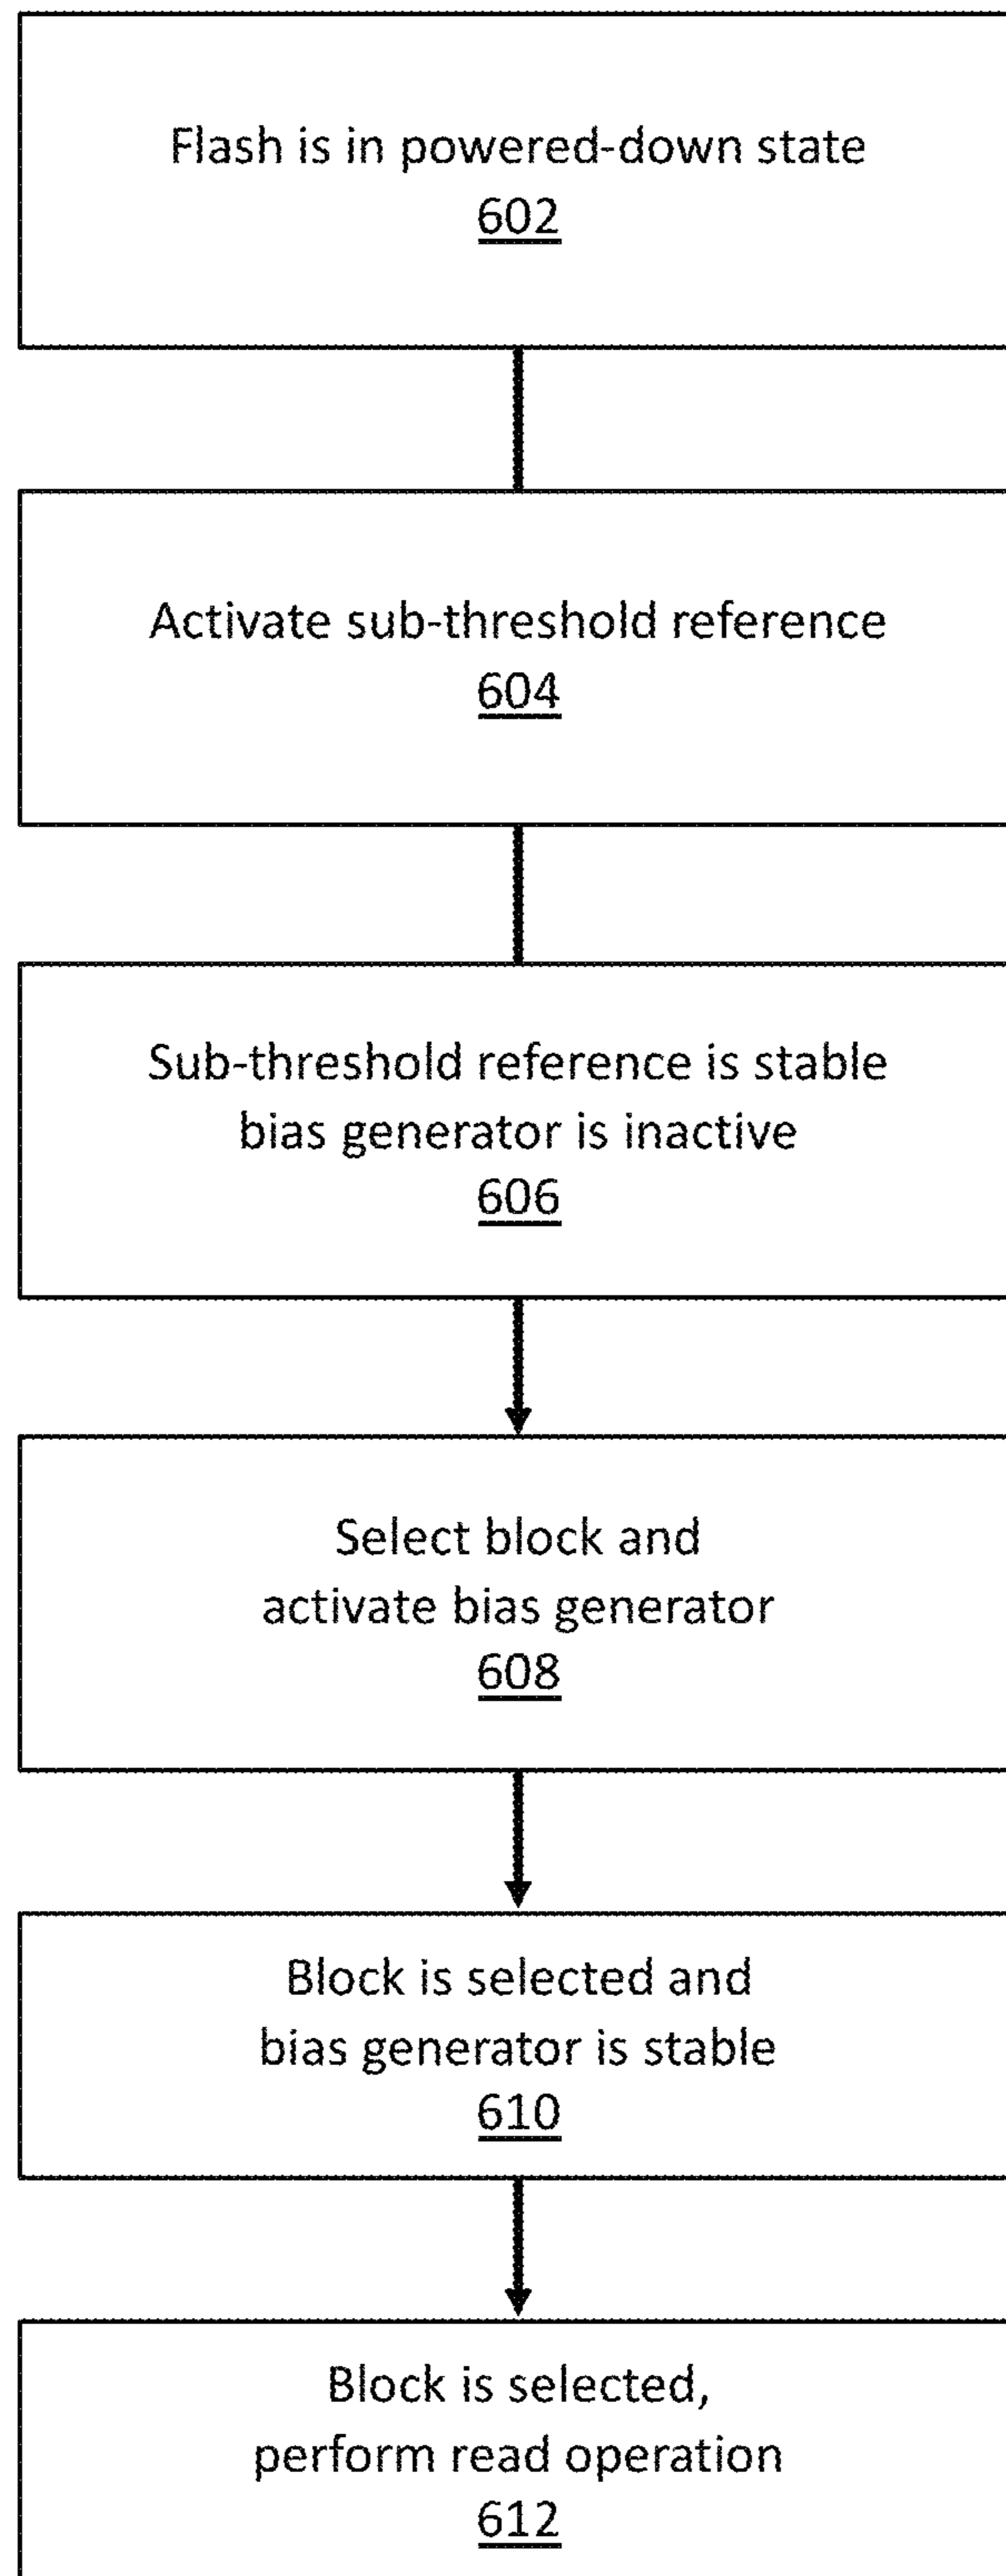 Flash is in powered-down state
602
Activate sub-threshold reference
604
Sub-threshold reference is stable
bias generator is inactive
606
Select block and
activate bias generator
608
Block is selected and
bias generator is stable
610
Block is selected,
perform read operation
612